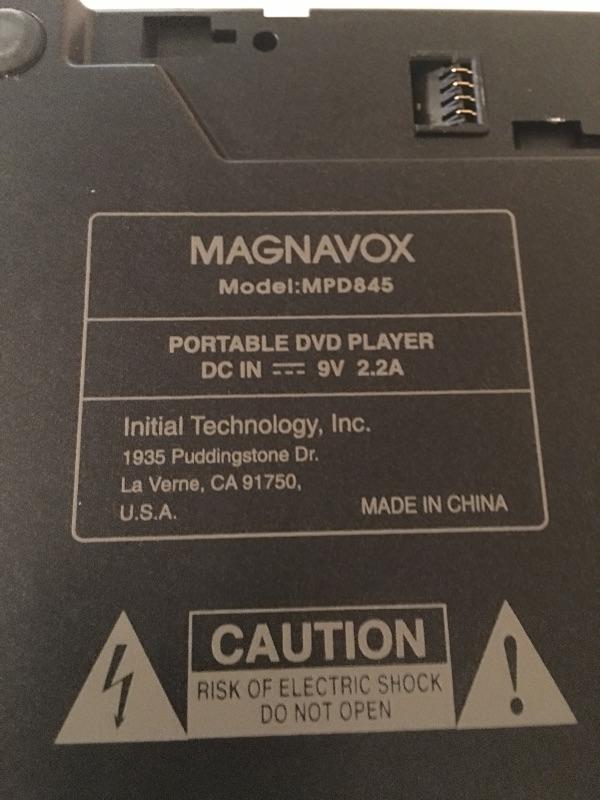 MAGNAVOX
Model:MPD845
PORTABLE DVD PLAYER
DC IN 9V 2.2A
Initial Technology, Inc.
1935 Puddingstone Dr.
La Verne, CA 91750,
U.S.A.
MADE IN CHINA
CAUTION
RISK OF ELECTRIC SHOCK
DO NOT OPEN